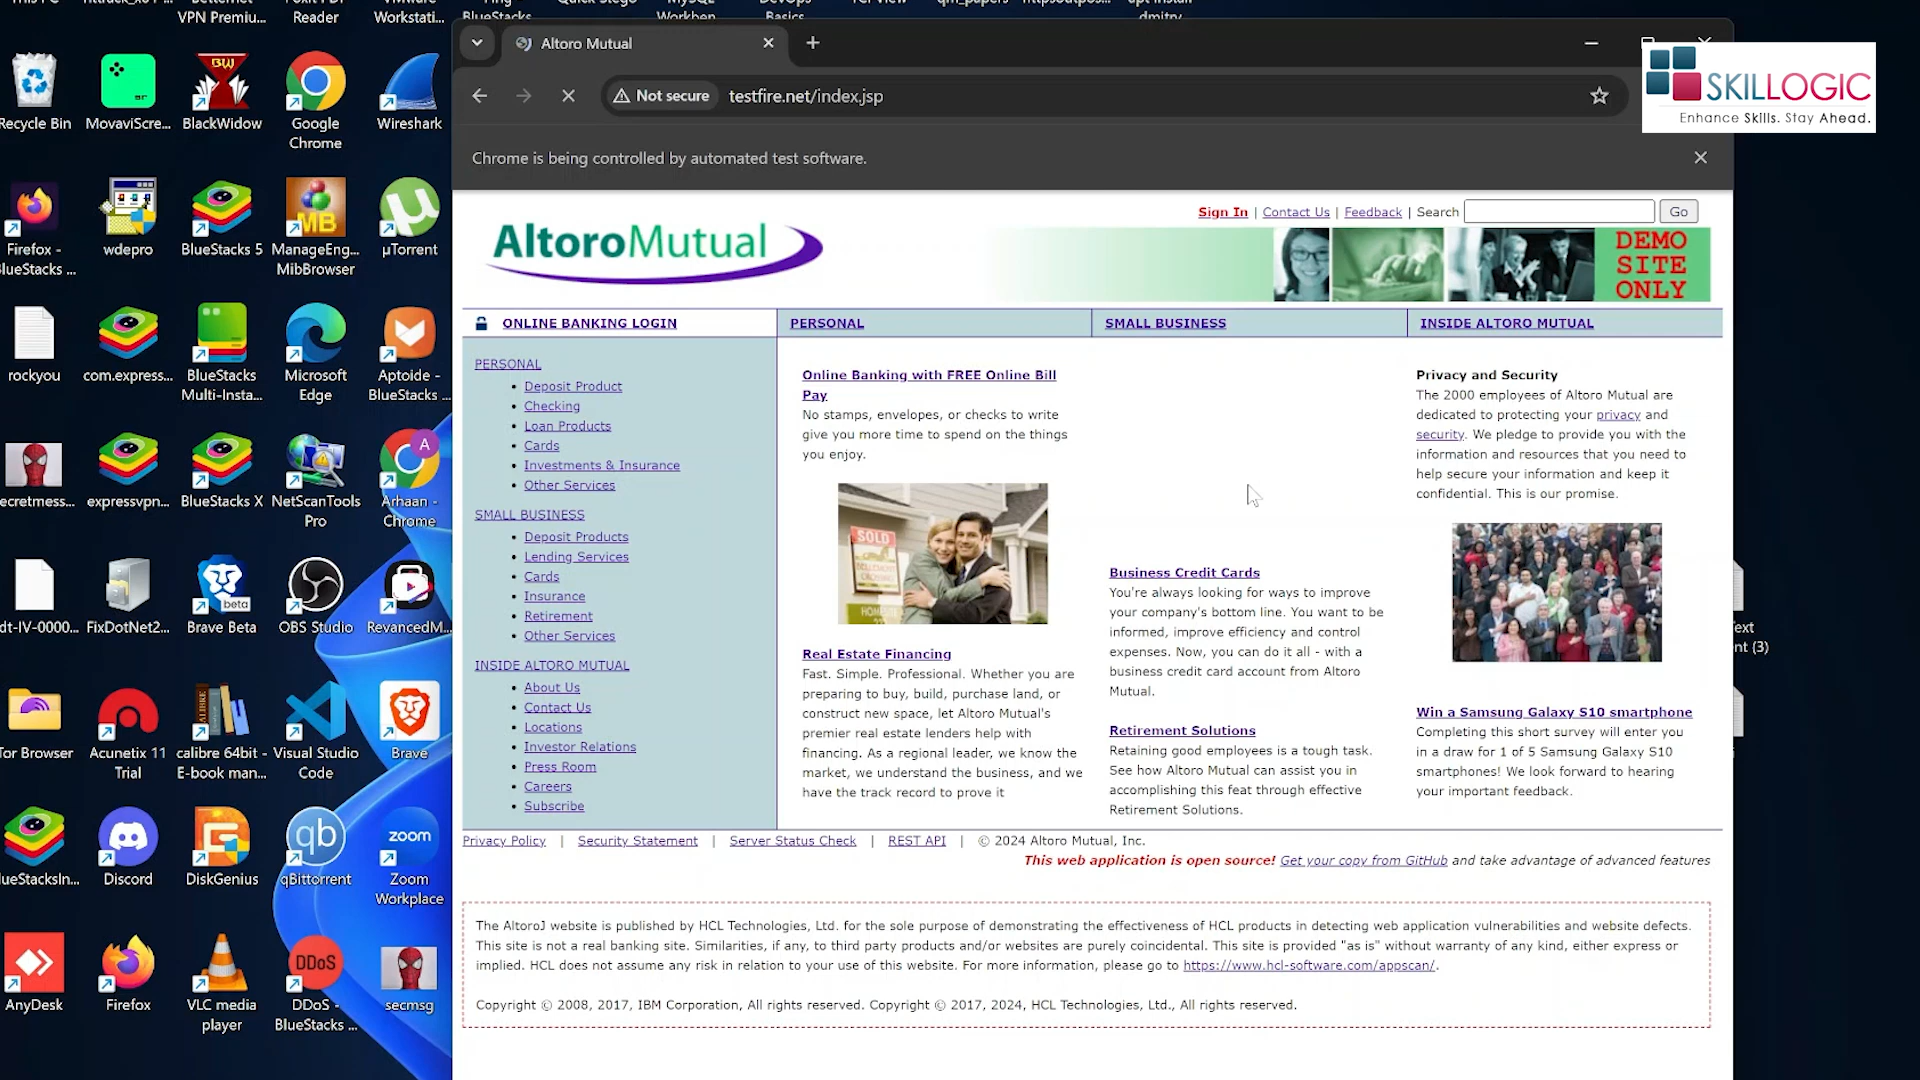 VPN Premiu...
Reader
Workstati...
BlueStacks
Workben
Basics
dmitry
Recycle Bin
MovaviScre...
BlackWidow
Google
Chrome
Wireshark
Firefox -
BlueStacks ...
wdepro
BlueStacks 5
ManageEng...
MibBrowser
µTorrent
rockyou
com.express...
BlueStacks
Multi-Insta...
Microsoft
Edge
Aptoide -
BlueStacks ...
ecretmess...
expressvpn...
BlueStacks X
NetScanTools
Pro
Arhaan -
Chrome
dt-IV-0000...
FixDotNet2...
Brave Beta
OBS Studio
RevancedM...
Tor Browser
Acunetix 11
Trial
calibre 64bit -
E-book man...
Visual Studio
Code
Brave
lueStacksIn...
Discord
DiskGenius
qBittorrent
Zoom
Workplace
AnyDesk
Firefox
VLC media
player
DDoS -
BlueStacks ...
secmsg
BW
MB
A
beta
qb
zoom
DDoS
Altoro Mutual
Not secure
testfire.net/index.jsp
Chrome is being controlled by automated test software.
SKILLOGIC
Enhance Skills. Stay Ahead.
Sign In | Contact Us | Feedback | Search
Go
AltoroMutual
DEMO
SITE
ONLY
ONLINE BANKING LOGIN
PERSONAL
SMALL BUSINESS
INSIDE ALTORO MUTUAL
PERSONAL
• Deposit Product
• Checking
• Loan Products
• Cards
• Investments & Insurance
• Other Services
SMALL BUSINESS
• Deposit Products
• Lending Services
• Cards
• Insurance
• Retirement
• Other Services
INSIDE ALTORO MUTUAL
• About Us
• Contact Us
• Locations
• Investor Relations
• Press Room
• Careers
• Subscribe
Online Banking with FREE Online Bill
Pay
No stamps, envelopes, or checks to write
give you more time to spend on the things
you enjoy.
SOLD
Real Estate Financing
Fast. Simple. Professional. Whether you are
preparing to buy, build, purchase land, or
construct new space, let Altoro Mutual's
premier real estate lenders help with
financing. As a regional leader, we know the
market, we understand the business, and we
have the track record to prove it
Business Credit Cards
You're always looking for ways to improve
your company's bottom line. You want to be
informed, improve efficiency and control
expenses. Now, you can do it all - with a
business credit card account from Altoro
Mutual.
Retirement Solutions
Retaining good employees is a tough task.
See how Altoro Mutual can assist you in
accomplishing this feat through effective
Retirement Solutions.
Privacy and Security
The 2000 employees of Altoro Mutual are
dedicated to protecting your privacy and
security. We pledge to provide you with the
information and resources that you need to
help secure your information and keep it
confidential. This is our promise.
Win a Samsung Galaxy S10 smartphone
Completing this short survey will enter you
in a draw for 1 of 5 Samsung Galaxy S10
smartphones! We look forward to hearing
your important feedback.
Privacy Policy | Security Statement | Server Status Check | REST API | © 2024 Altoro Mutual, Inc.
This web application is open source! Get your copy from GitHub and take advantage of advanced features
The AltoroJ website is published by HCL Technologies, Ltd. for the sole purpose of demonstrating the effectiveness of HCL products in detecting web application vulnerabilities and website defects.
This site is not a real banking site. Similarities, if any, to third party products and/or websites are purely coincidental. This site is provided "as is" without warranty of any kind, either express or
implied. HCL does not assume any risk in relation to your use of this website. For more information, please go to https://www.hcl-software.com/appscan/.
Copyright © 2008, 2017, IBM Corporation, All rights reserved. Copyright © 2017, 2024, HCL Technologies, Ltd., All rights reserved.
ext
nt (3)